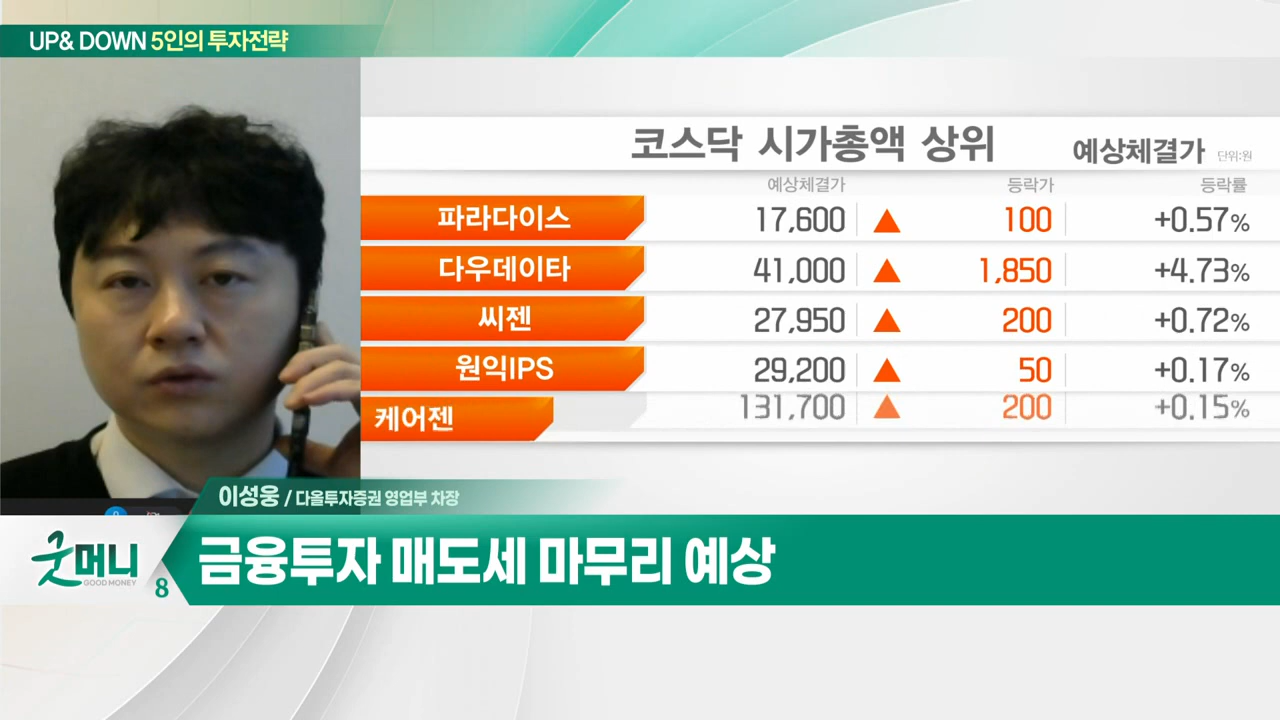 UP& DOWN 5인의 투자전략
코스닥 시가총액 상위 예상체결가 단위:원
예상체결가 등락가 등락률
파라다이스 17,600 ▲ 100 +0.57%
다우데이타 41,000 ▲ 1,850 +4.73%
씨젠 27,950 ▲ 200 +0.72%
원익IPS 29,200 ▲ 50 +0.17%
케어젠 131,700 ▲ 200 +0.15%
이성웅 / 다올투자증권 영업부 차장
굿머니
GOOD MONEY
8
금융투자 매도세 마무리 예상